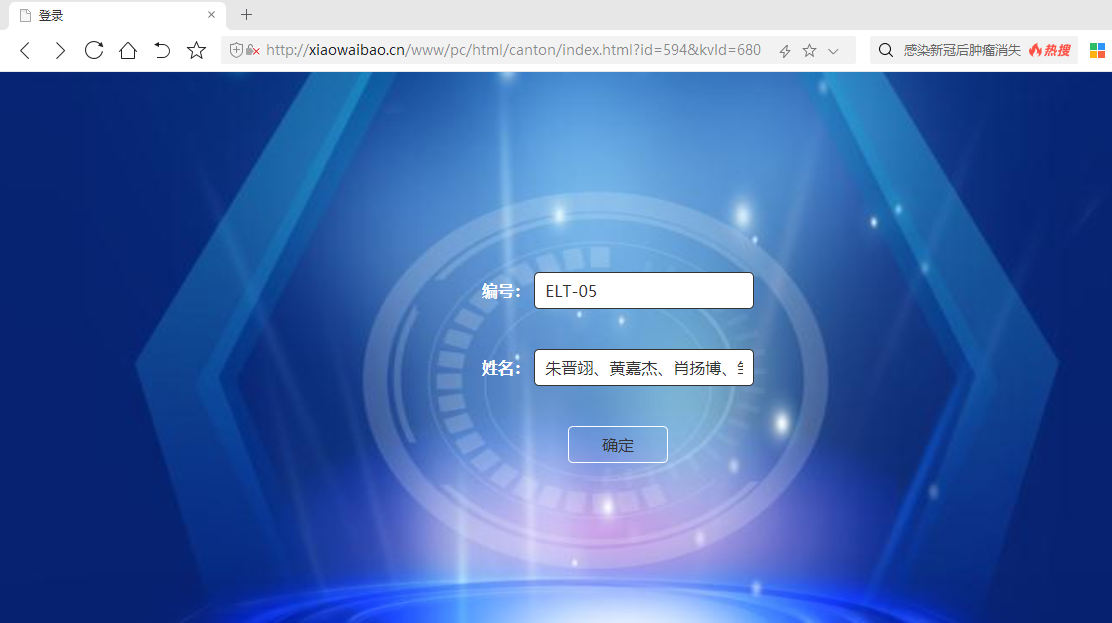 登录
http://xiaowaibao.cn/www/pc/html/canton/index.html?id=594&kvId=680
感染新冠后肿瘤消失 热搜
编号: ELT-05
姓名: 朱晋翊、黄嘉杰、肖扬博、
确定